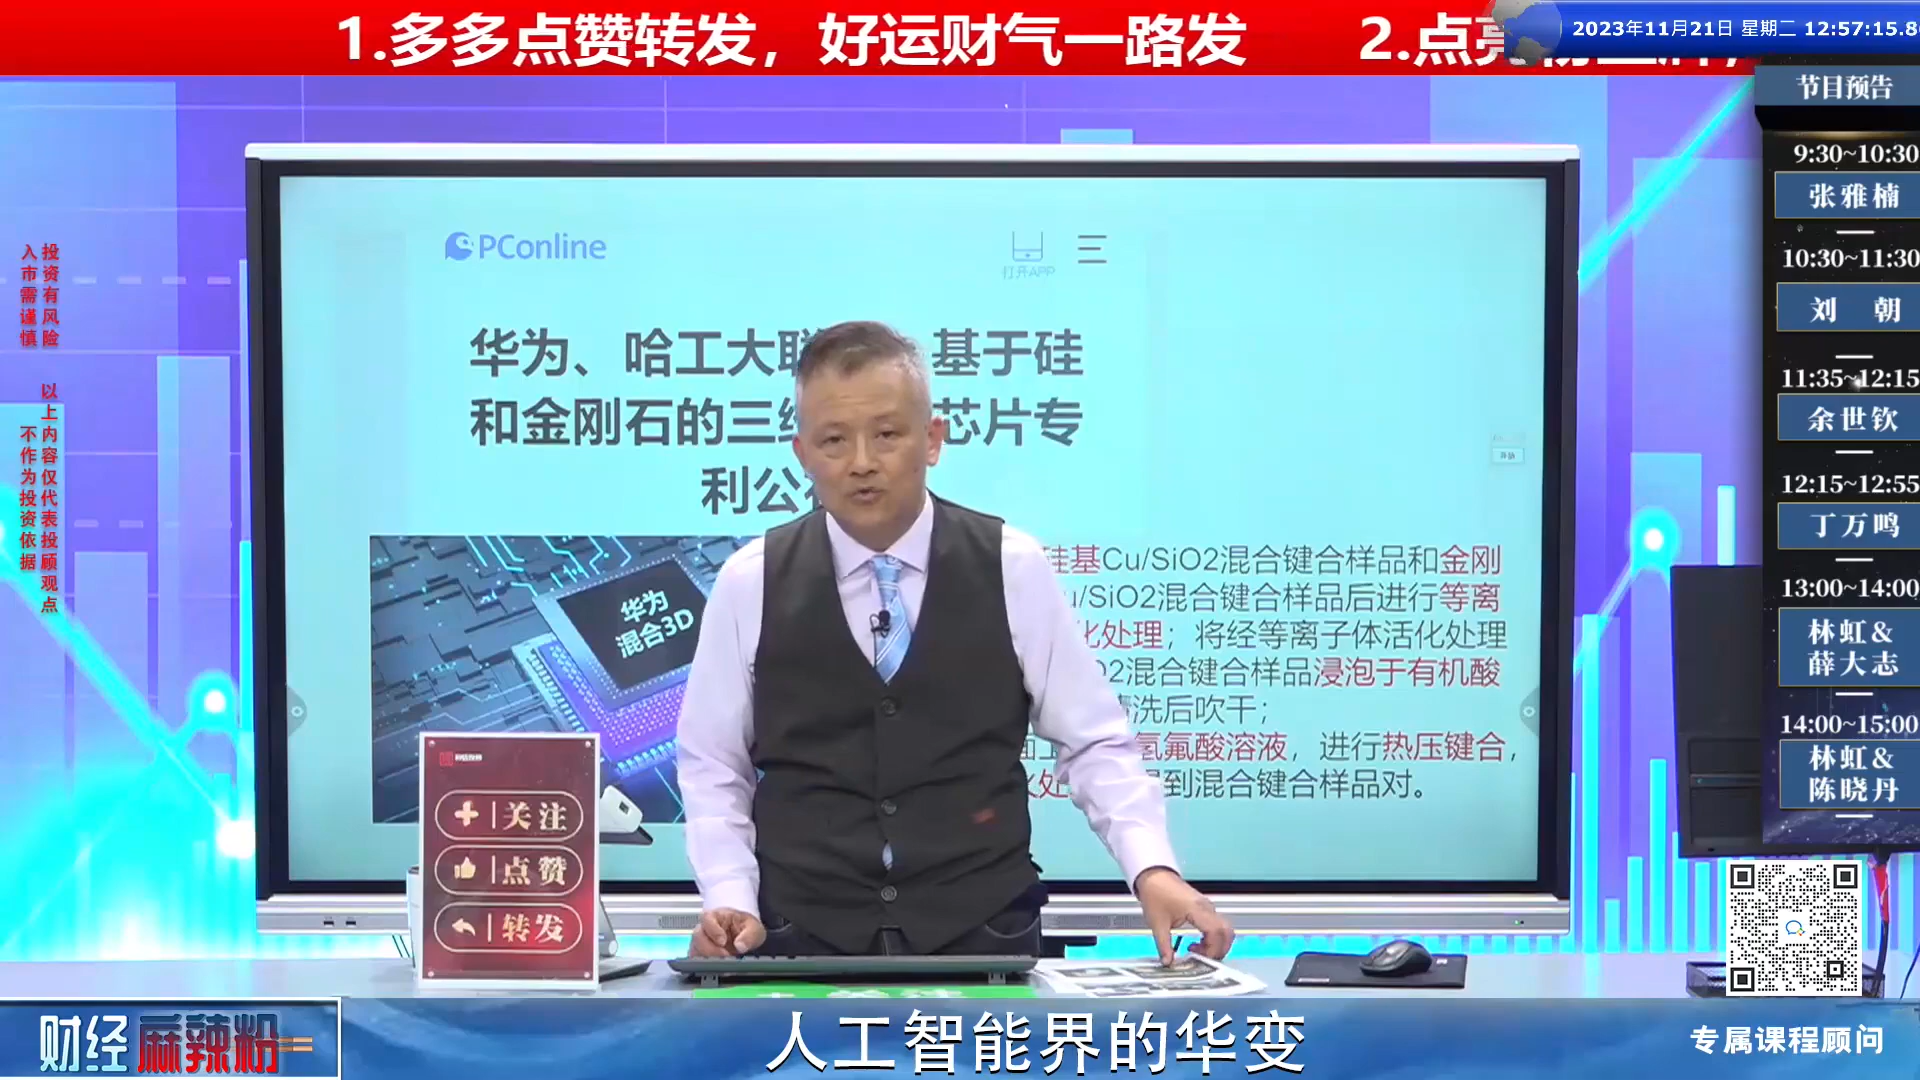 1.多多点赞转发，好运财气一路发
2.点亮
2023年11月21日 星期二 12:57:15.8
节目预告
9:30~10:30
张雅楠
10:30~11:30
刘 朝
11:35~12:15
余世钦
12:15~12:55
丁万鸣
13:00~14:00
林虹&
薛大志
14:00~15:00
林虹&
陈晓丹
投资有风险
入市需谨慎
以上内容仅代表投顾观点
不作为投资依据
PConline
打开APP
华为、哈工大联 基于硅
和金刚石的三维 芯片专
利公
华为
混合3D
硅基Cu/SiO2混合键合样品和金刚
u/SiO2混合键合样品后进行等离
化处理；将经等离子体活化处理
O2混合键合样品浸泡于有机酸
清洗后吹干；
面上 氢氟酸溶液，进行热压键合，
火处 得到混合键合样品对。
关注
点赞
转发
财经麻辣粉
人工智能界的华变
专属课程顾问